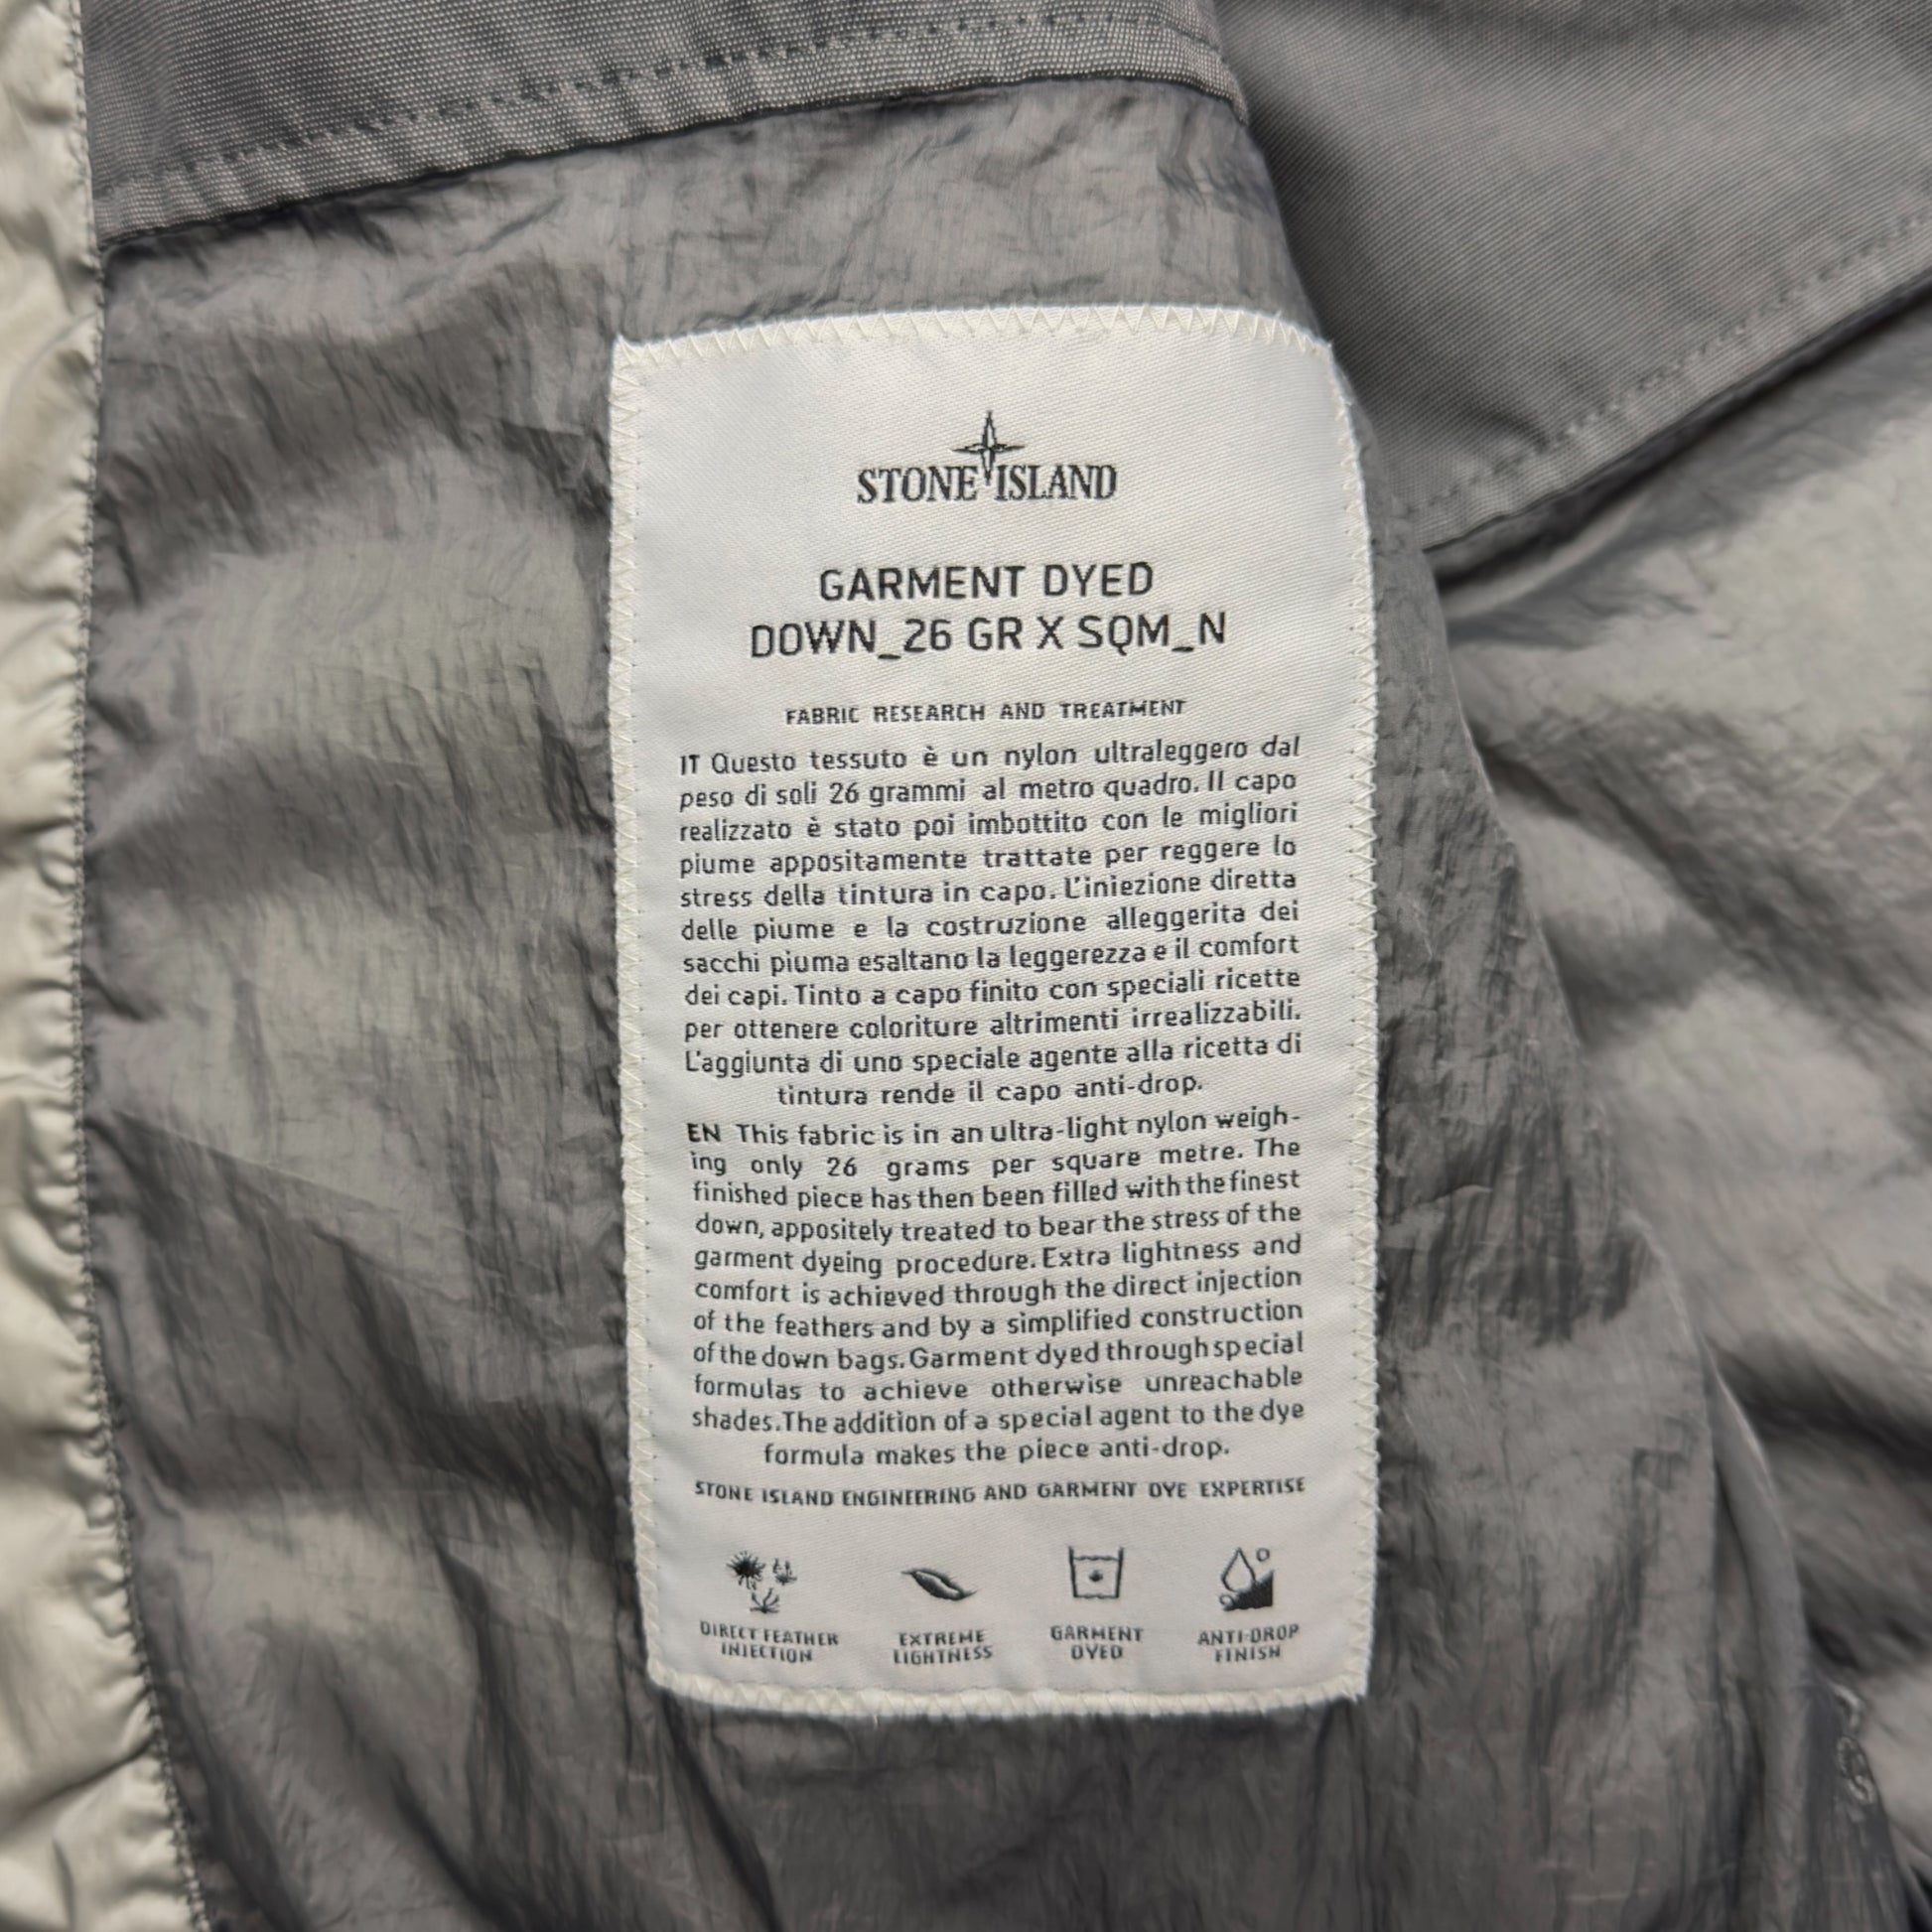 STONE ISLAND
GARMENT DYED
DOWN_26 GR X SQM_N
FABRIC RESEARCH AND TREATMENT
IT Questo tessuto è un nylon ultraleggero dal
peso di soli 26 grammi al metro quadro. Il capo
realizzato è stato poi imbottito con le migliori
piume appositamente trattate per reggere lo
stress della tintura in capo. L'iniezione diretta
delle piume e la costruzione alleggerita dei
sacchi piuma esaltano la leggerezza e il comfort
dei capi. Tinto a capo finito con speciali ricette
per ottenere coloriture altrimenti irrealizzabili.
L'aggiunta di uno speciale agente alla ricetta di
tintura rende il capo anti-drop.
EN This fabric is in an ultra-light nylon weigh-
ing only 26 grams per square metre. The
finished piece has then been filled with the finest
down, appositely treated to bear the stress of the
garment dyeing procedure. Extra lightness and
comfort is achieved through the direct injection
of the feathers and by a simplified construction
of the down bags. Garment dyed through special
formulas to achieve otherwise unreachable
shades. The addition of a special agent to the dye
formula makes the piece anti-drop.
STONE ISLAND ENGINEERING AND GARMENT DYE EXPERTISE
DIRECT FEATHER INJECTION
EXTREME LIGHTNESS
GARMENT DYED
ANTI-DROP FINISH